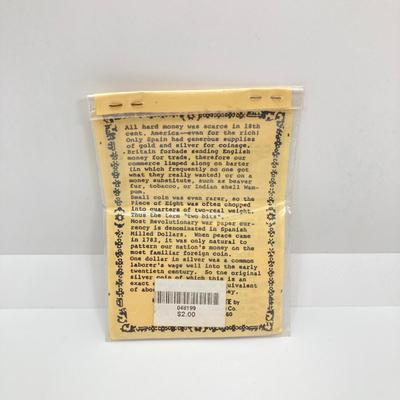 All hard money was scarce in 18th
cent. America—even for the rich!
Only Spain had generous supplies
of gold and silver for coinage.
Britain forbade sending English
money for trade, therefore our
commerce limped along on barter
(in which frequently no one got
what they really wanted) or on a
money substitute, such as beaver
fur, tobacco, or Indian shell Wam-
pum.
Small coin was even rarer, so the
Piece of Eight was often chopped
into quarters of two-real weight.
Thus the term "two bits".
Most Revolutionary war paper cur-
rency is denominated in Spanish
Milled Dollars. When peace came
in 1783, it was only natural to
pattern our nation's money on the
most familiar foreign coin.
One dollar in silver was a common
laborer's wage well into the early
twentieth century. So the original
silver coin of which this is an
exact
of abo
by
Co.
60
048199
$2.00